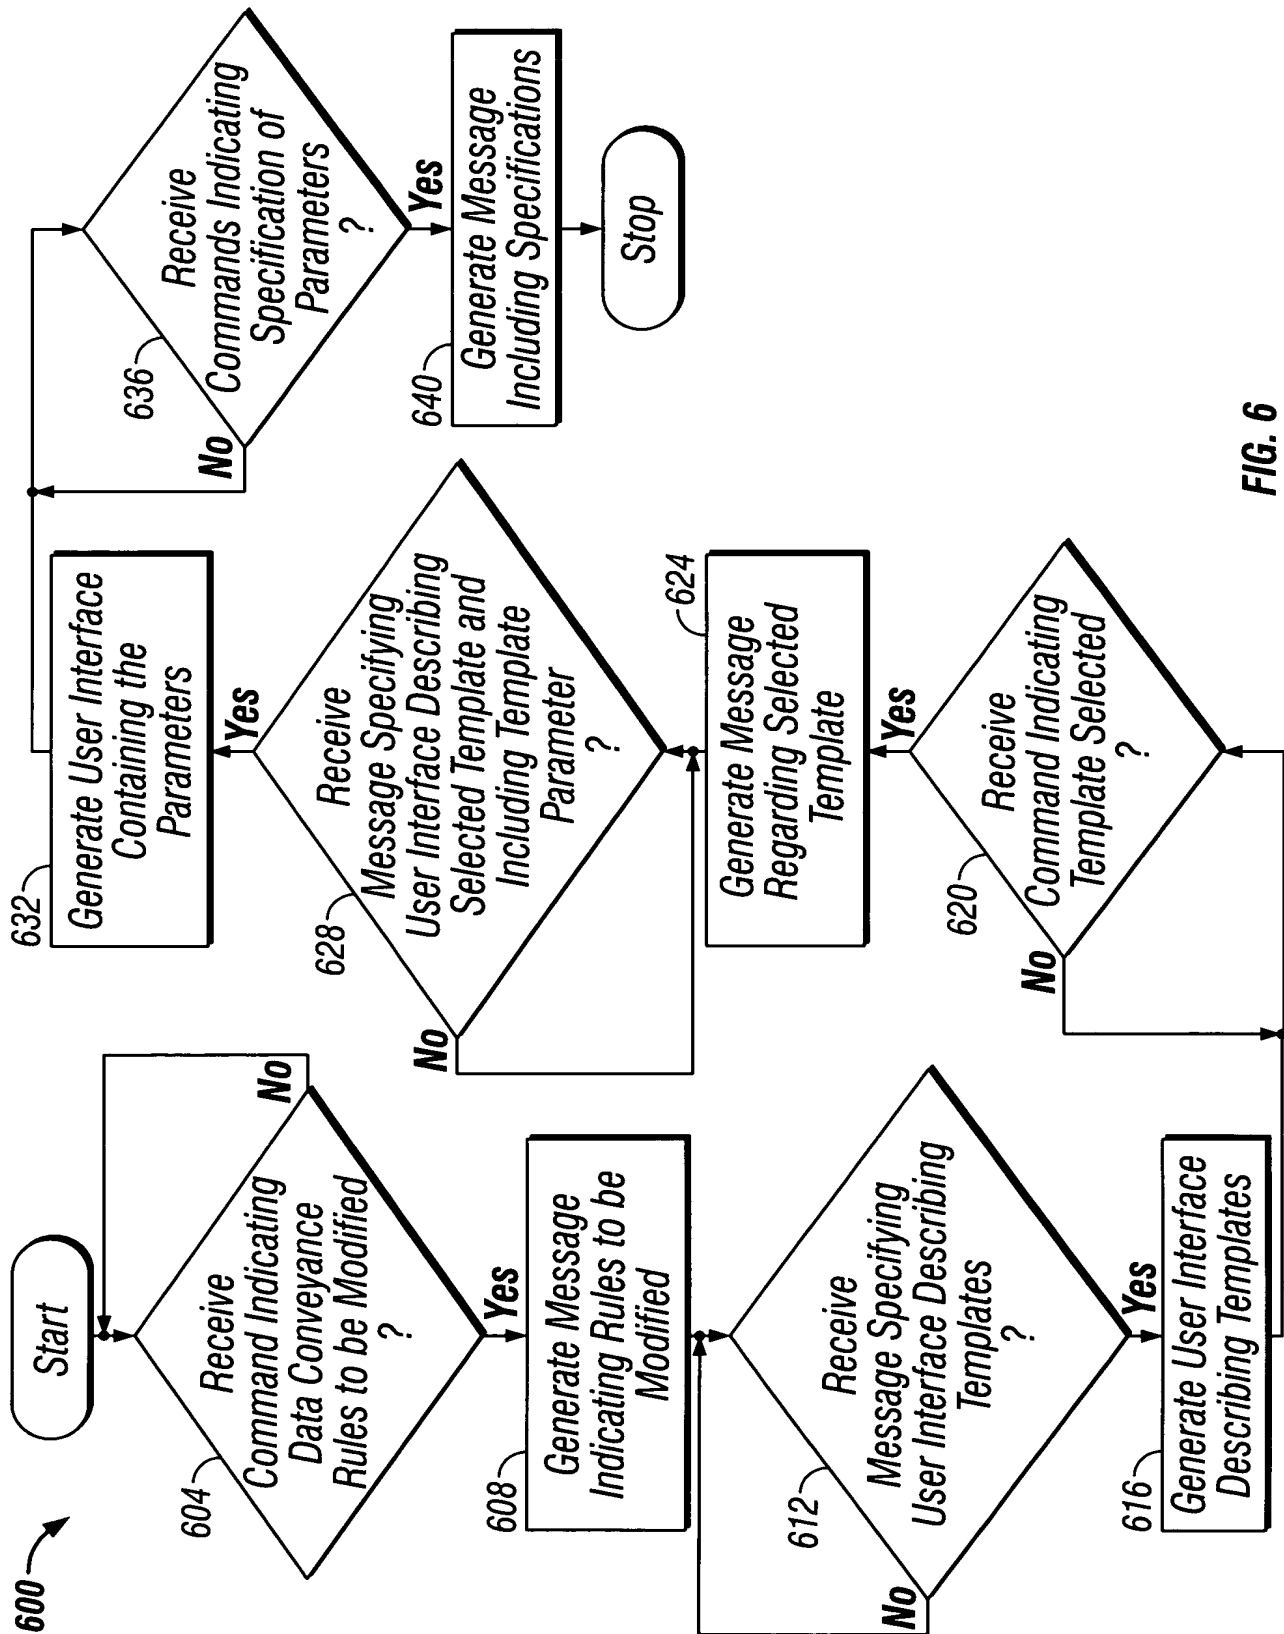 600
Start
604
Receive
Command Indicating
Data Conveyance
Rules to be Modified
?
No
Yes
608
Generate Message
Indicating Rules to be
Modified
612
Receive
Message Specifying
User Interface Describing
Templates
?
No
Yes
616
Generate User Interface
Describing Templates
620
Receive
Command Indicating
Template Selected
?
No
Yes
624
Generate Message
Regarding Selected
Template
628
Receive
Message Specifying
User Interface Describing
Selected Template and
Including Template
Parameter
?
No
Yes
632
Generate User Interface
Containing the
Parameters
636
Receive
Commands Indicating
Specification of
Parameters
?
No
Yes
640
Generate Message
Including Specifications
Stop
FIG. 6